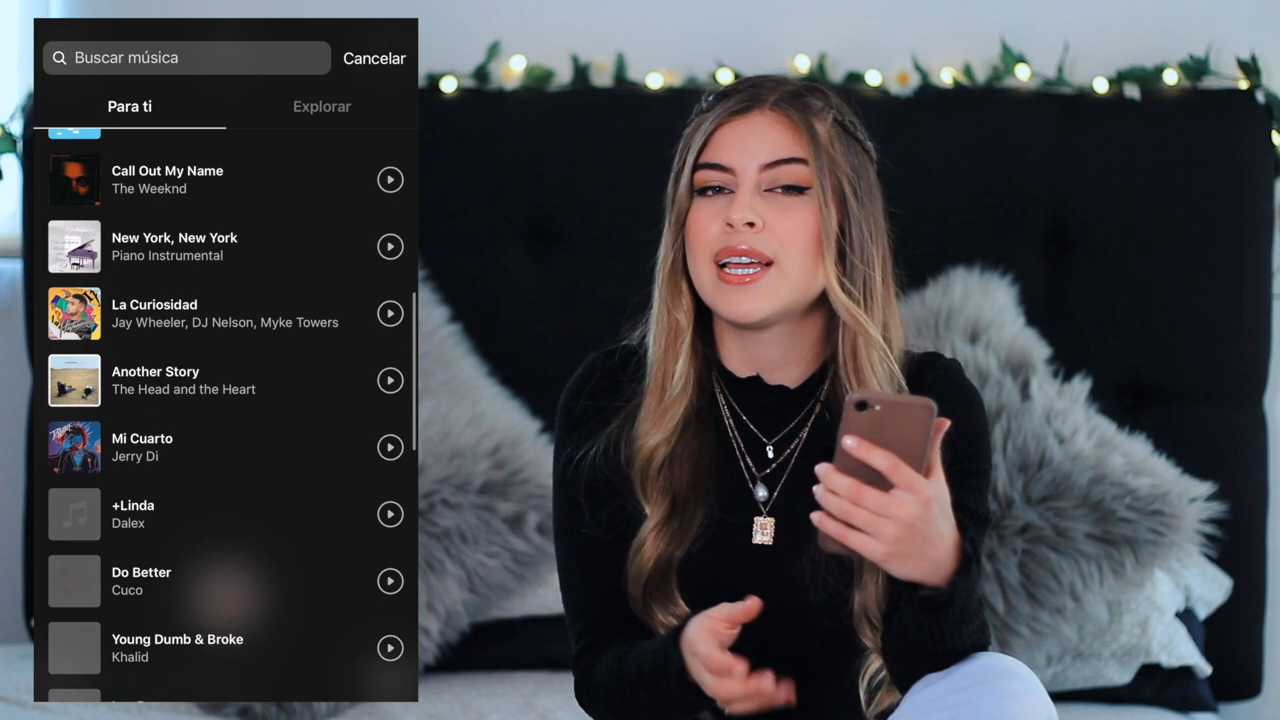 Buscar música
Cancelar
Para ti
Explorar
Call Out My Name
The Weeknd
New York, New York
Piano Instrumental
La Curiosidad
Jay Wheeler, DJ Nelson, Myke Towers
Another Story
The Head and the Heart
Mi Cuarto
Jerry Di
+Linda
Dalex
Do Better
Cuco
Young Dumb & Broke
Khalid